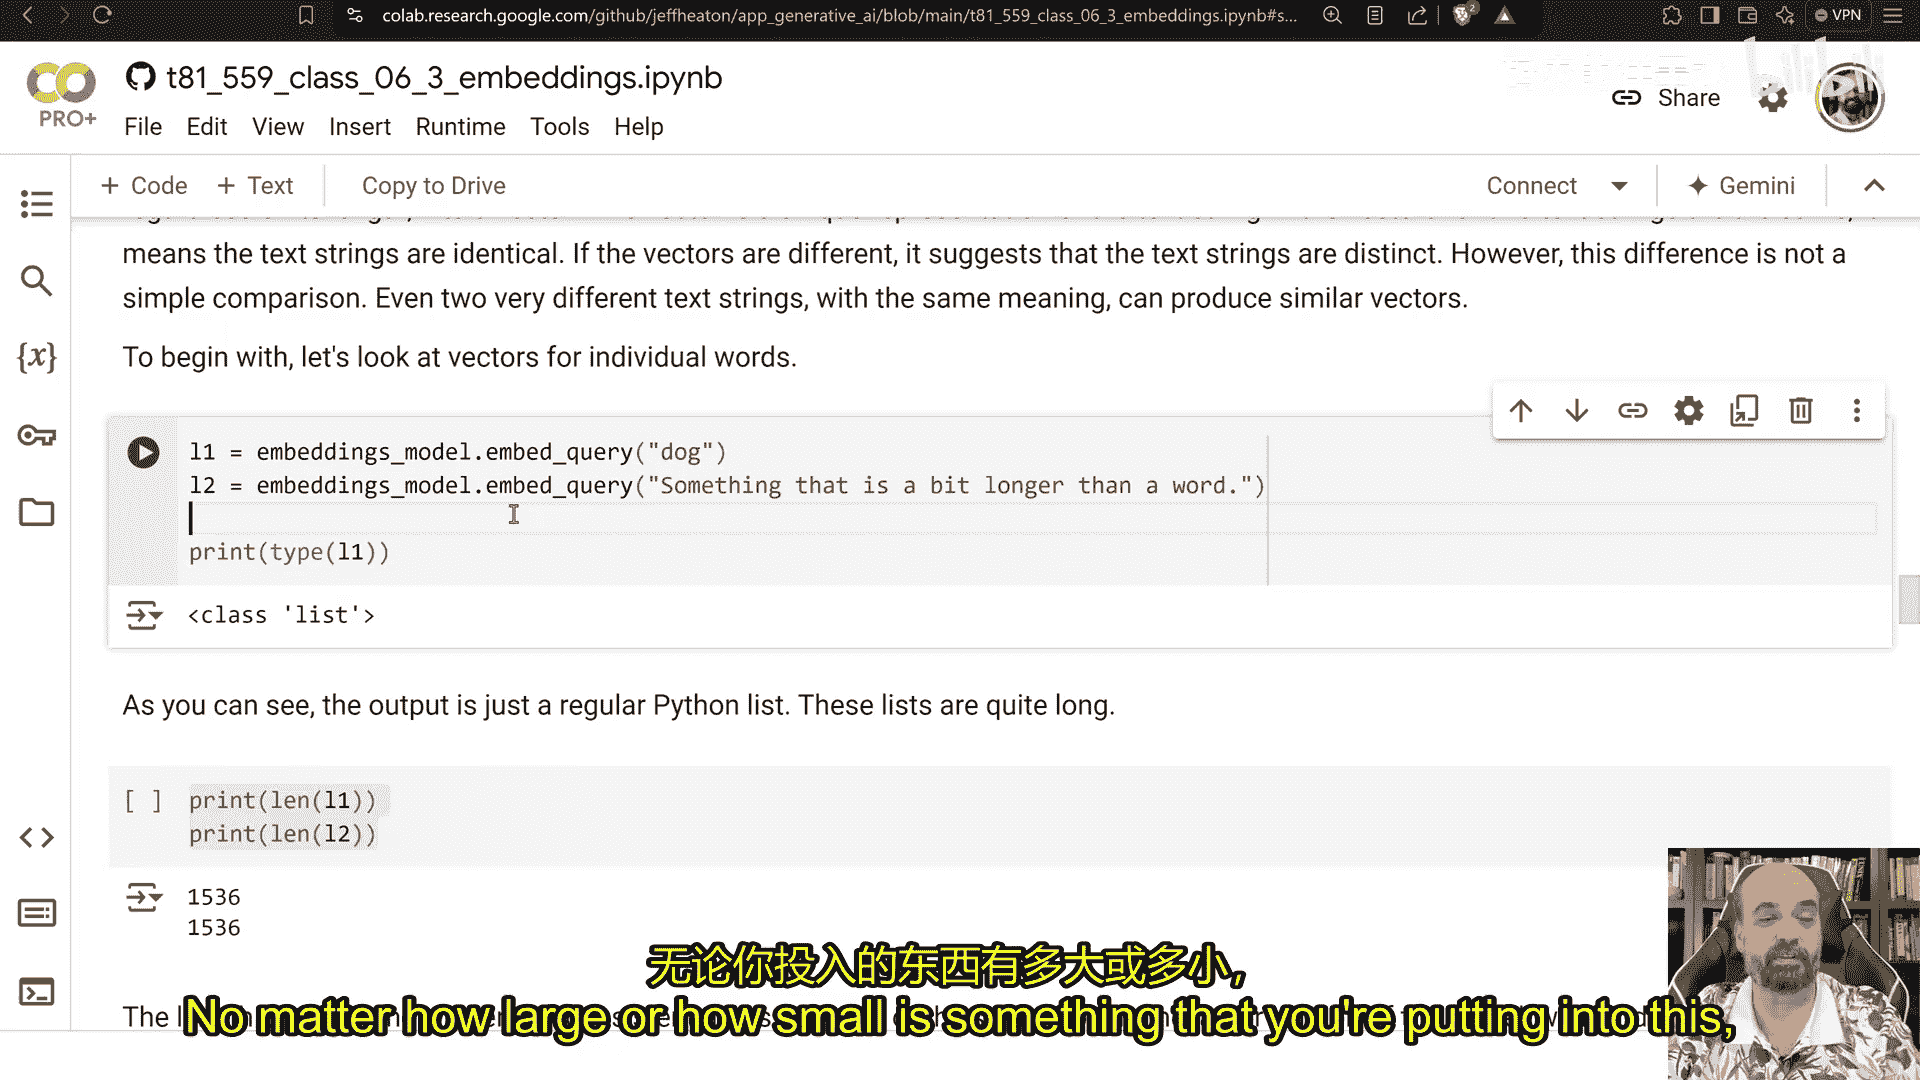 colab.research.google.com/github/jeffheaton/app_generative_ai/blob/main/t81_559_class_06_3_embeddings.ipynb#s...
2
VPN
t81_559_class_06_3_embeddings.ipynb
PRO+
File Edit View Insert Runtime Tools Help
Share
+ Code + Text
Copy to Drive
Connect
Gemini
means the text strings are identical. If the vectors are different, it suggests that the text strings are distinct. However, this difference is not a
simple comparison. Even two very different text strings, with the same meaning, can produce similar vectors.
To begin with, let's look at vectors for individual words.
l1 = embeddings_model.embed_query("dog")
l2 = embeddings_model.embed_query("Something that is a bit longer than a word.")
print(type(l1))
<class 'list'>
As you can see, the output is just a regular Python list. These lists are quite long.
[ ] print(len(l1))
print(len(l2))
1536
1536
The
无论你投入的东西有多大或多小，
No matter how large or how small is something that you're putting into this,